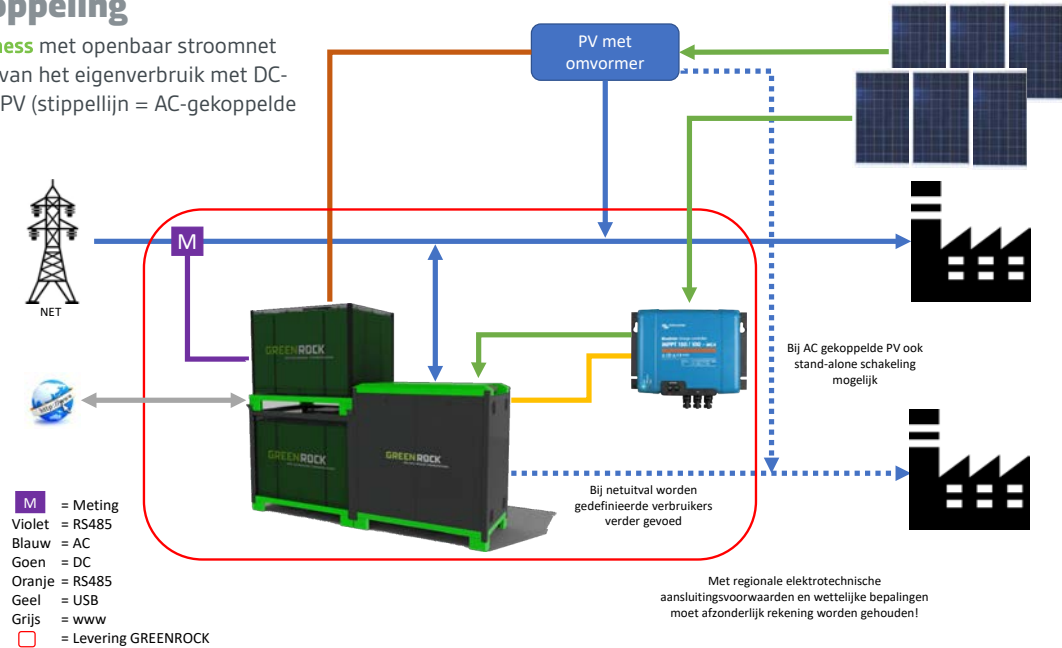 oppeling
ness met openbaar stroomnet
van het eigenverbruik met DC-
PV (stippellijn = AC-gekoppelde
PV met
omvormer
M
NET
GREENROCK
GREENROCK
GREENROCK
MPPT 150 / 100
Bij AC gekoppelde PV ook
stand-alone schakeling
mogelijk
Bij netuitval worden
gedefinieerde verbruikers
verder gevoed
M = Meting
Violet = RS485
Blauw = AC
Goen = DC
Oranje = RS485
Geel = USB
Grijs = www
= Levering GREENROCK
Met regionale elektrotechnische
aansluitingsvoorwaarden en wettelijke bepalingen
moet afzonderlijk rekening worden gehouden!